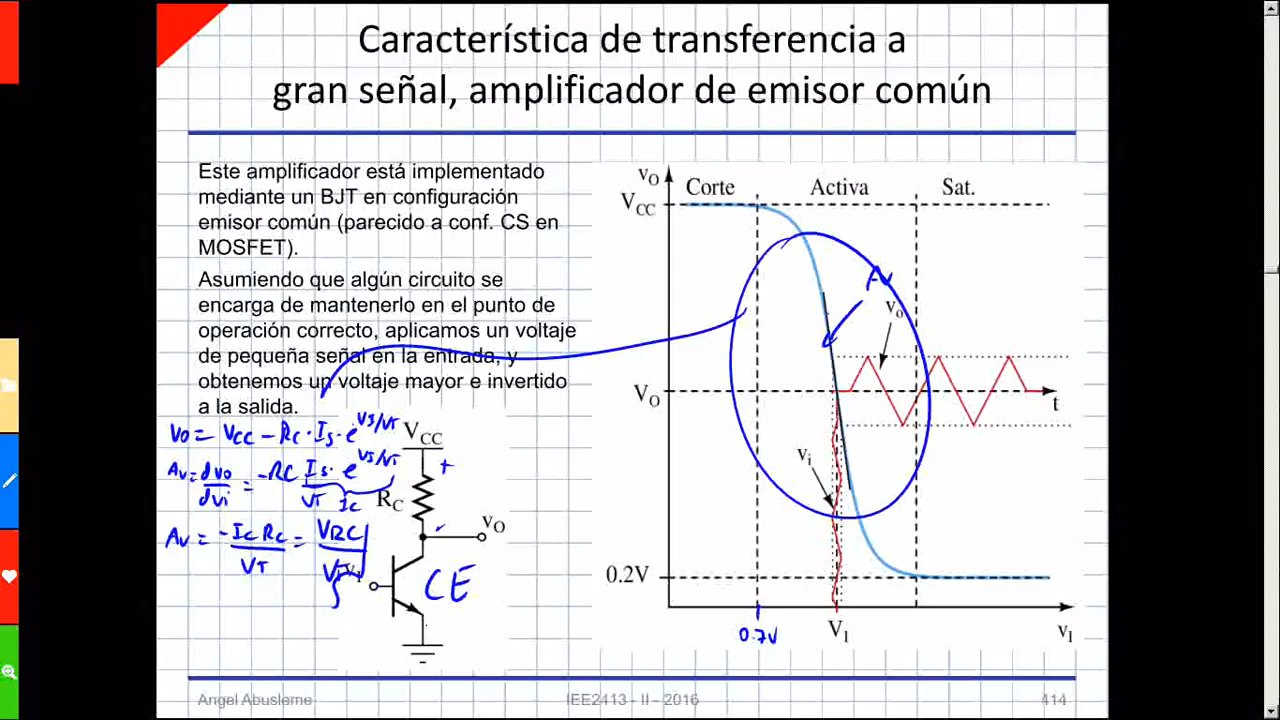 Característica de transferencia a
gran señal, amplificador de emisor común
Este amplificador está implementado
mediante un BJT en configuración
emisor común (parecido a conf. CS en
MOSFET).
Asumiendo que algún circuito se
encarga de mantenerlo en el punto de
operación correcto, aplicamos un voltaje
de pequeña señal en la entrada, y
obtenemos un voltaje mayor e invertido
a la salida.
Vo = Vcc - Rc · Is · e^VI/VT
Av = dvo/dvi = -RC Is/VT · e^VI/VT
Ic
Av = -Ic Rc/VT = VRC/VT
VCC
+
RC
vO
vI
CE
vO
Corte Activa Sat.
VCC
Av
vo
VO
t
vi
0.2V
0.7V
VI
vI
Angel Abusleme IEE2413 - II - 2016 414